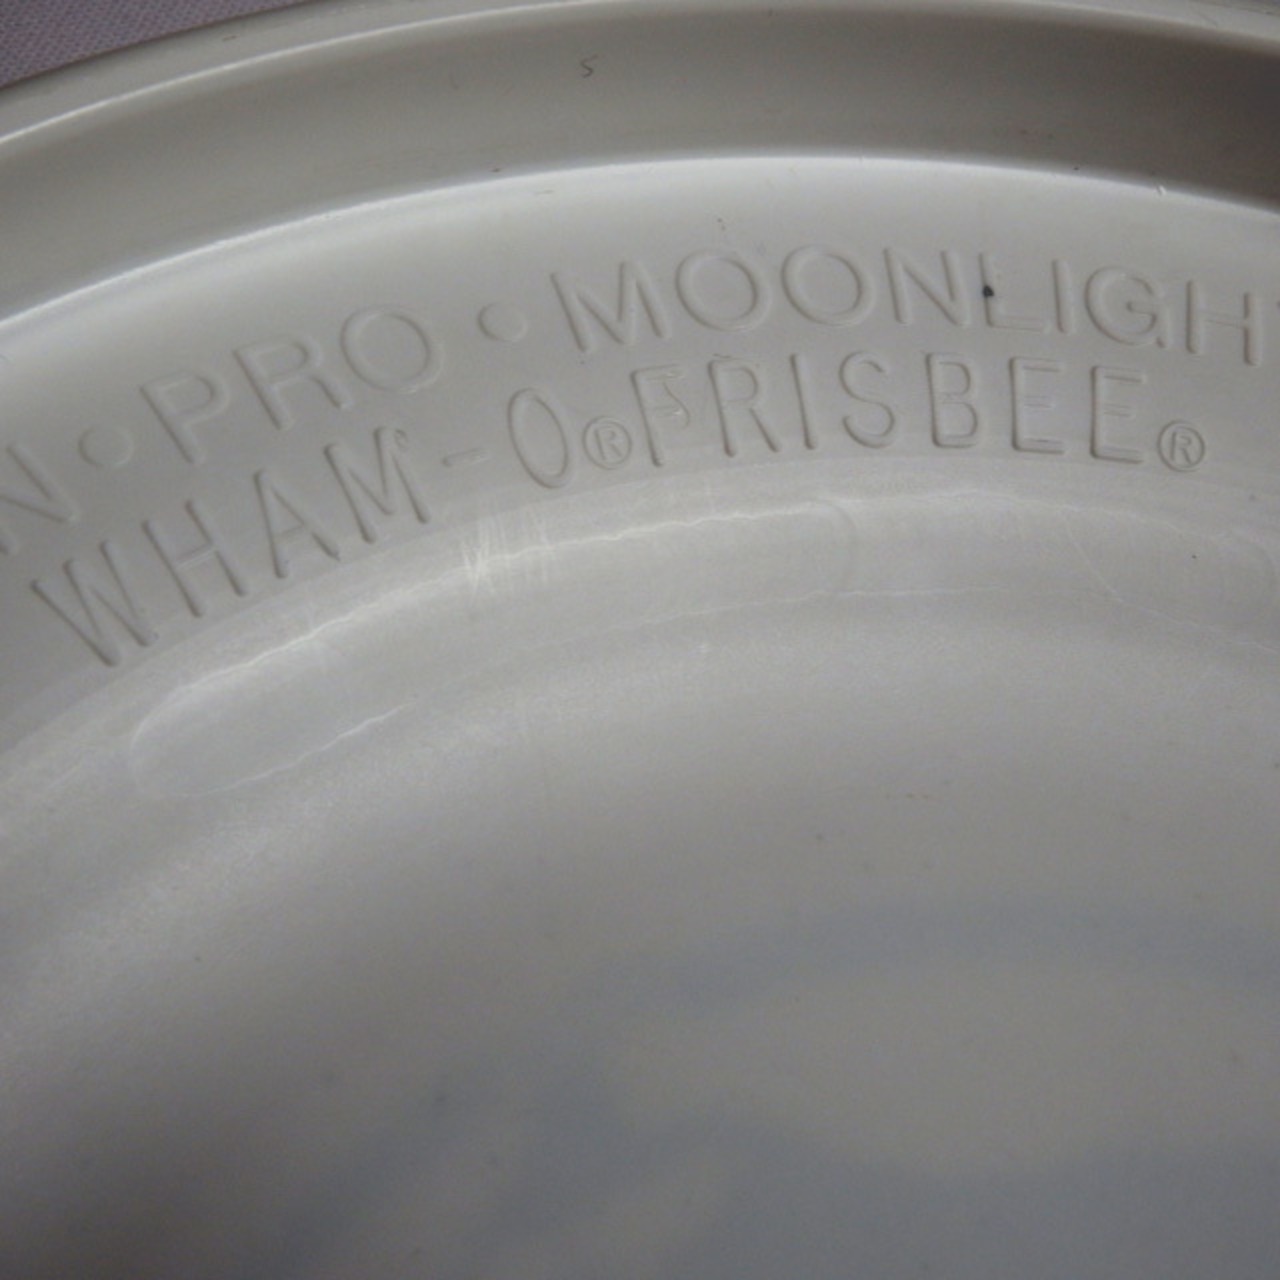 N • PRO • MOONLIGH
WHAM-O® FRISBEE®